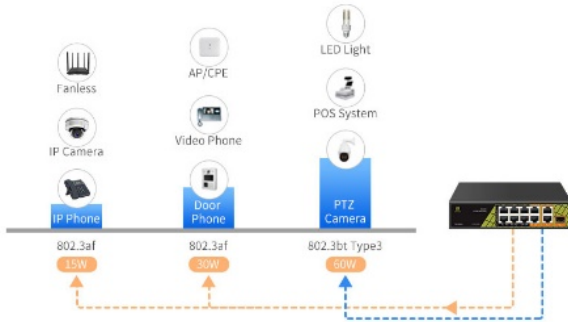 LED Light
AP/CPE
Fanless
POS System
Video Phone
IP Camera
IP Phone
Door
Phone
PTZ
Camera
802.3af
802.3af
802.3bt Type3
15W
30W
60W